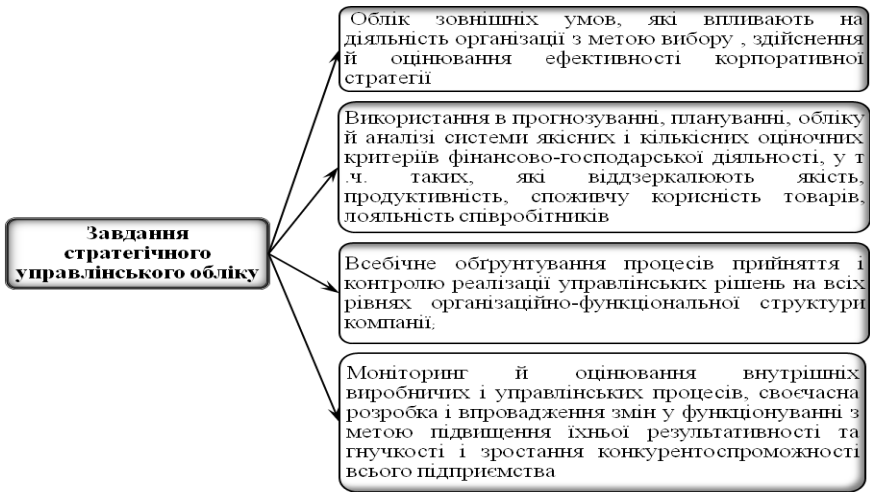 Облік зовнішніх умов, які впливають на
діяльність організації з метою вибору , здійснення
й оцінювання ефективності корпоративної
стратегії
Використання в прогнозуванні, плануванні, обліку
й аналізі системи якісних і кількісних оціночних
критеріїв фінансово-господарської діяльності, у т
.ч. таких, які віддзеркалюють якість,
продуктивність, споживчу корисність товарів,
лояльність співробітників
Завдання
стратегічного
управлінського обліку
Всебічне обґрунтування процесів прийняття і
контролю реалізації управлінських рішень на всіх
рівнях організаційно-функціональної структури
компанії;
Моніторинг й оцінювання внутрішніх
виробничих і управлінських процесів, своєчасна
розробка і впровадження змін у функціонуванні з
метою підвищення їхньої результативності та
гнучкості і зростання конкурентоспроможності
всього підприємства